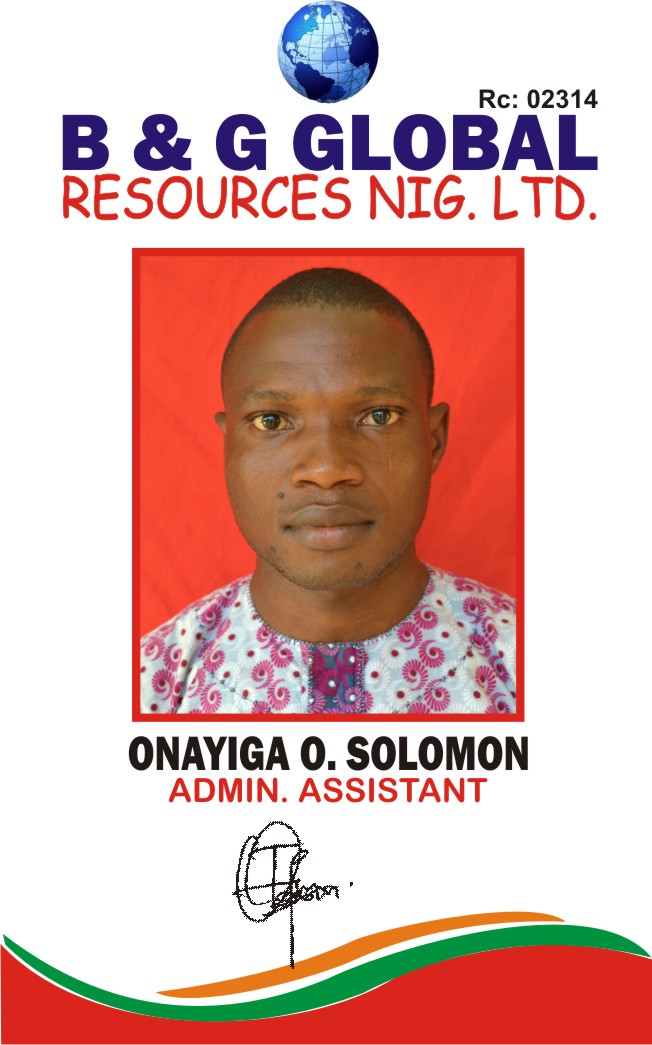 Rc: 02314
B & G GLOBAL
RESOURCES NIG. LTD.
ONAYIGA O. SOLOMON
ADMIN. ASSISTANT